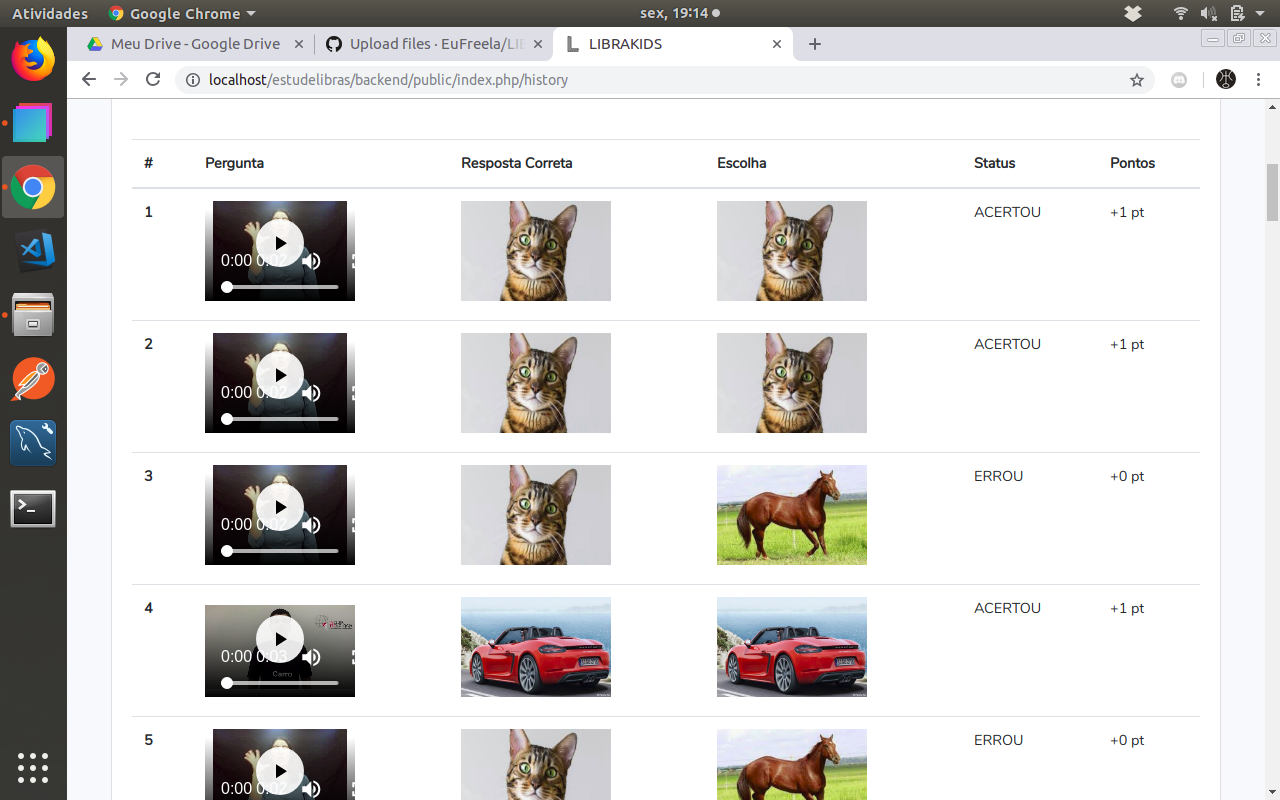 Atividades Google Chrome sex, 19:14
Meu Drive - Google Drive Upload files · EuFreela/LI LIBRAKIDS
localhost/estudelibras/backend/public/index.php/history
# Pergunta Resposta Correta Escolha Status Pontos
1 ACERTOU +1 pt
0:00 0:02
2 ACERTOU +1 pt
0:00 0:02
3 ERROU +0 pt
0:00 0:02
4 ACERTOU +1 pt
0:00 0:03
Carro
5 ERROU +0 pt
0:00 0:02